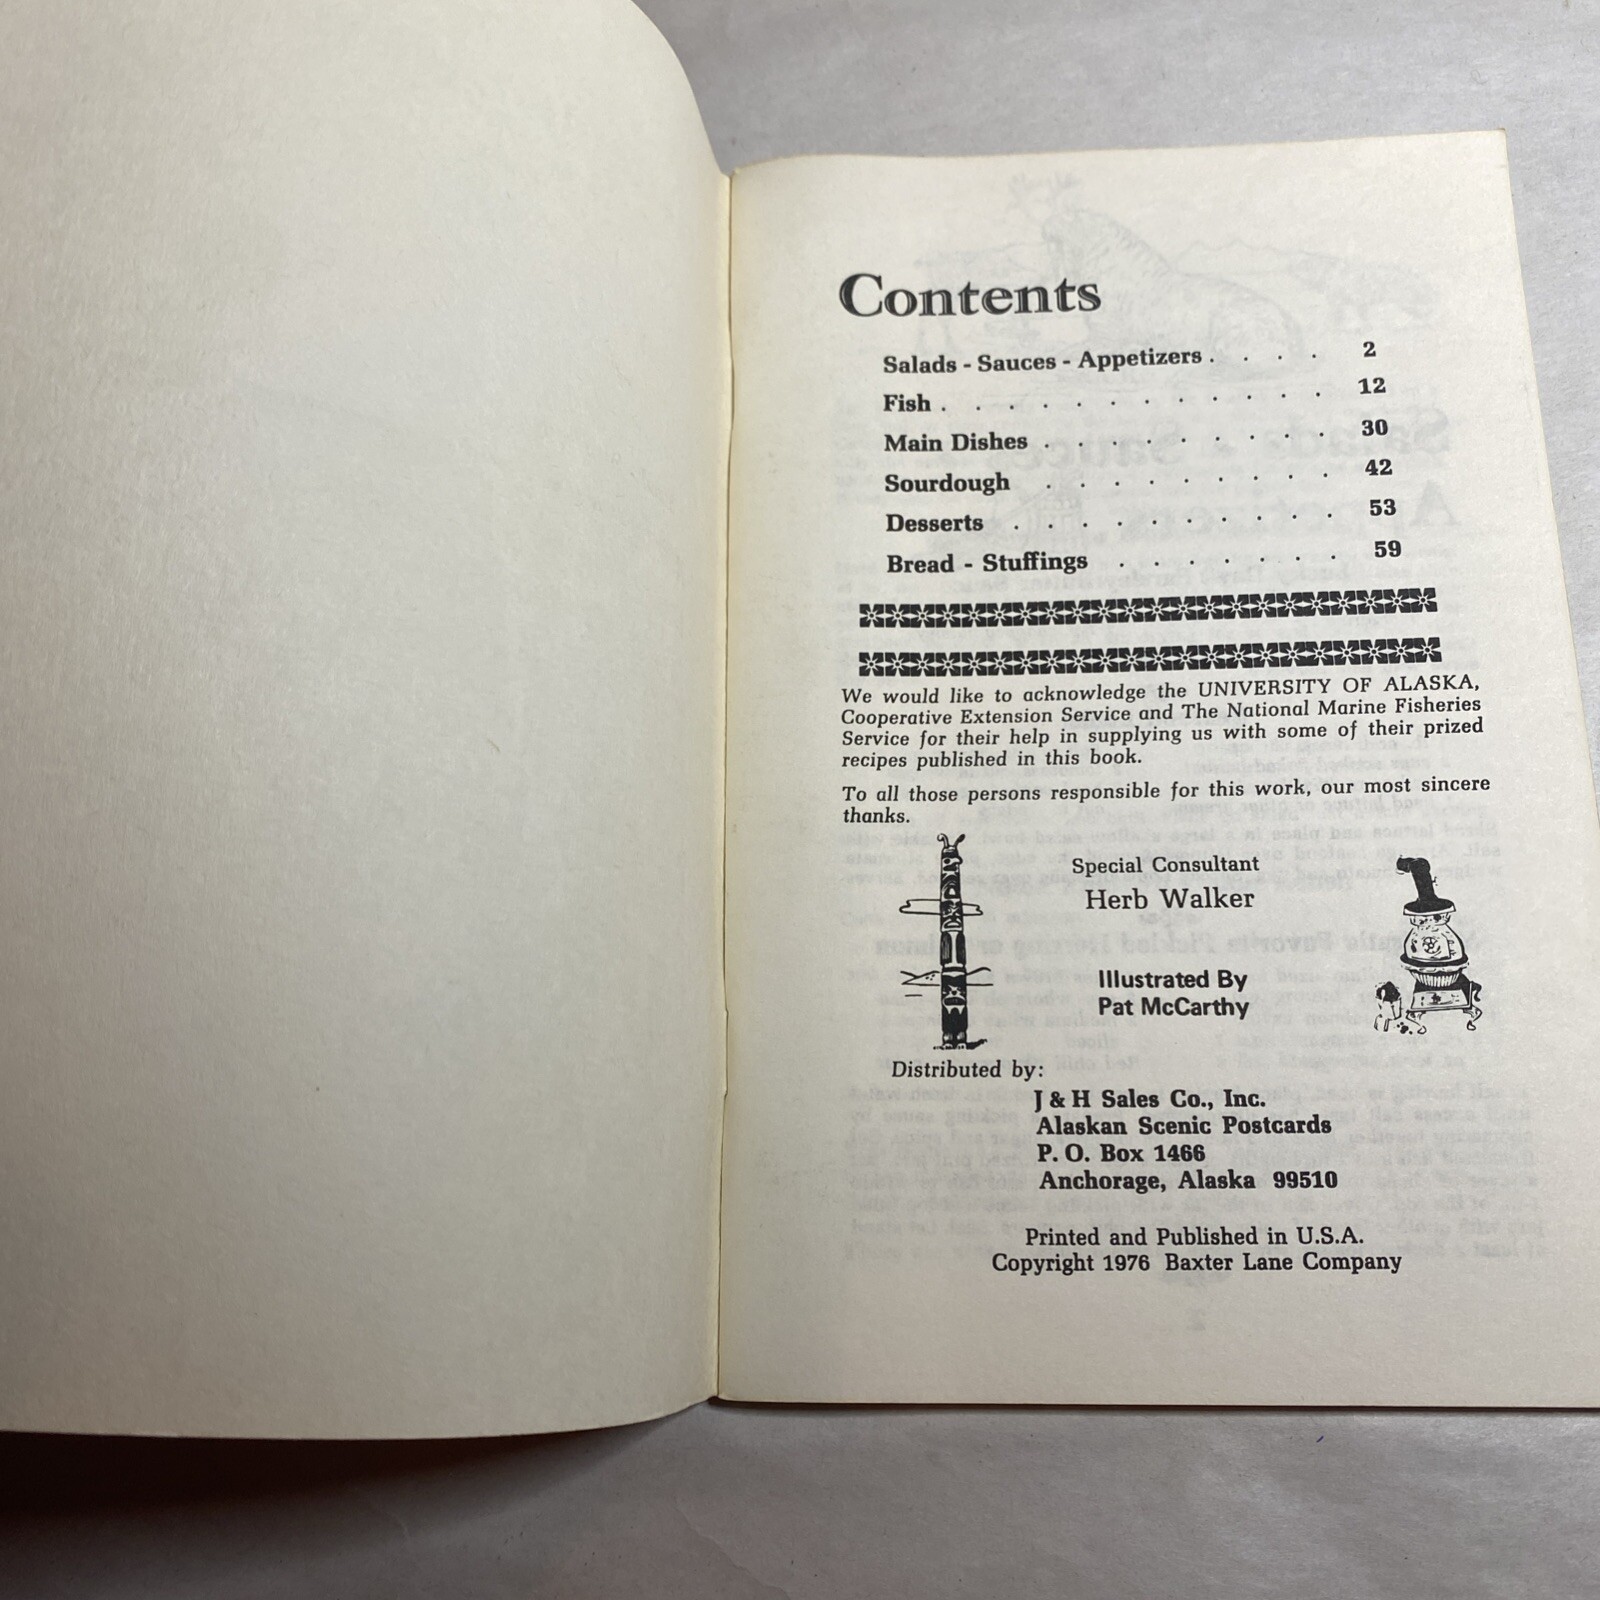 Contents
Salads - Sauces - Appetizers . . . . 2
Fish . . . . . . . . . . . . 12
Main Dishes . . . . . . . . . 30
Sourdough . . . . . . . . . 42
Desserts . . . . . . . . . . 53
Bread - Stuffings . . . . . . . 59
We would like to acknowledge the UNIVERSITY OF ALASKA,
Cooperative Extension Service and The National Marine Fisheries
Service for their help in supplying us with some of their prized
recipes published in this book.
To all those persons responsible for this work, our most sincere
thanks.
Special Consultant
Herb Walker
Illustrated By
Pat McCarthy
Distributed by:
J & H Sales Co., Inc.
Alaskan Scenic Postcards
P. O. Box 1466
Anchorage, Alaska 99510
Printed and Published in U.S.A.
Copyright 1976 Baxter Lane Company